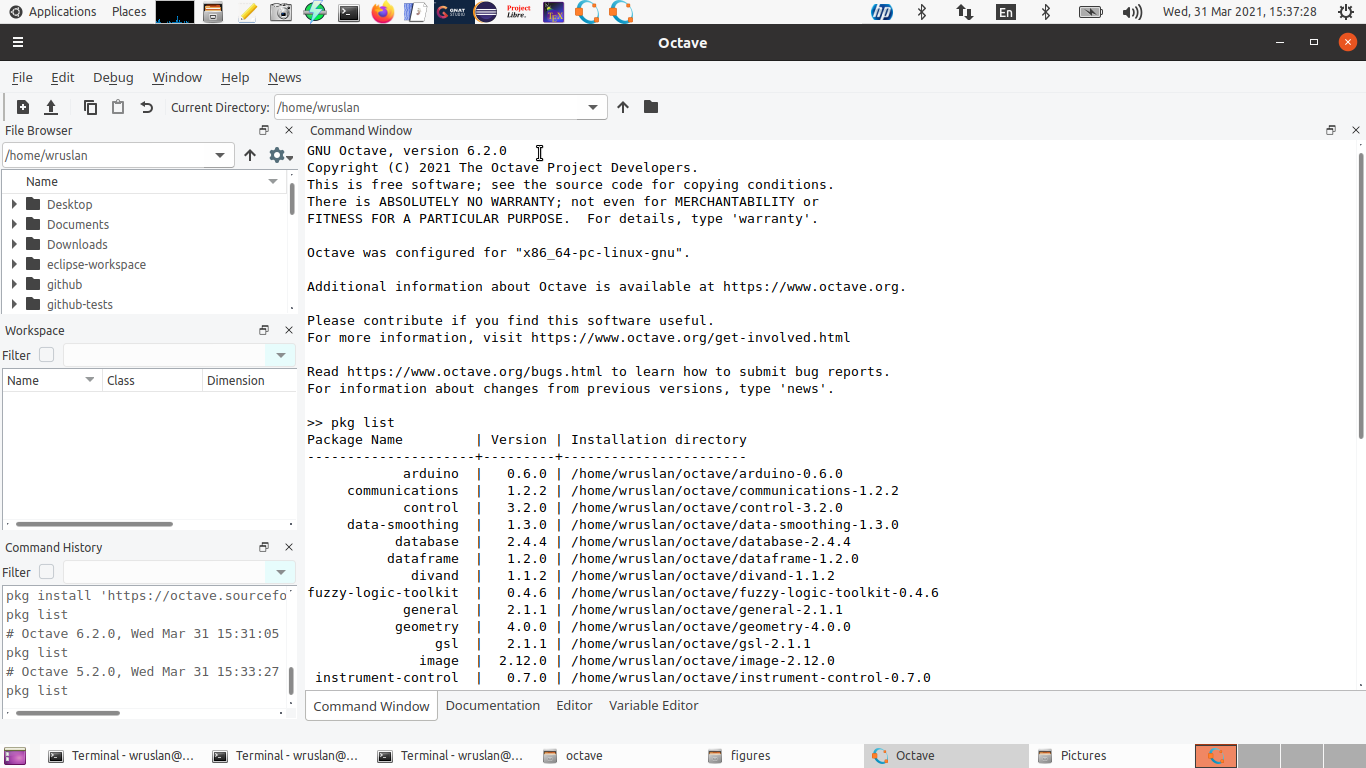 Applications Places En Wed, 31 Mar 2021, 15:37:28
Octave
File Edit Debug Window Help News
Current Directory: /home/wruslan
File Browser
/home/wruslan
Name
Desktop
Documents
Downloads
eclipse-workspace
github
github-tests
Workspace
Filter
Name Class Dimension
Command History
Filter
pkg install 'https://octave.sourcefo
pkg list
# Octave 6.2.0, Wed Mar 31 15:31:05
pkg list
# Octave 5.2.0, Wed Mar 31 15:33:27
pkg list
Command Window
GNU Octave, version 6.2.0
Copyright (C) 2021 The Octave Project Developers.
This is free software; see the source code for copying conditions.
There is ABSOLUTELY NO WARRANTY; not even for MERCHANTABILITY or
FITNESS FOR A PARTICULAR PURPOSE.  For details, type 'warranty'.
Octave was configured for "x86_64-pc-linux-gnu".
Additional information about Octave is available at https://www.octave.org.
Please contribute if you find this software useful.
For more information, visit https://www.octave.org/get-involved.html
Read https://www.octave.org/bugs.html to learn how to submit bug reports.
For information about changes from previous versions, type 'news'.
>> pkg list
Package Name         | Version | Installation directory
---------------------+---------+-----------------------
arduino  |   0.6.0 | /home/wruslan/octave/arduino-0.6.0
communications  |   1.2.2 | /home/wruslan/octave/communications-1.2.2
control  |   3.2.0 | /home/wruslan/octave/control-3.2.0
data-smoothing  |   1.3.0 | /home/wruslan/octave/data-smoothing-1.3.0
database  |   2.4.4 | /home/wruslan/octave/database-2.4.4
dataframe  |   1.2.0 | /home/wruslan/octave/dataframe-1.2.0
divand  |   1.1.2 | /home/wruslan/octave/divand-1.1.2
fuzzy-logic-toolkit  |   0.4.6 | /home/wruslan/octave/fuzzy-logic-toolkit-0.4.6
general  |   2.1.1 | /home/wruslan/octave/general-2.1.1
geometry  |   4.0.0 | /home/wruslan/octave/geometry-4.0.0
gsl  |   2.1.1 | /home/wruslan/octave/gsl-2.1.1
image  |  2.12.0 | /home/wruslan/octave/image-2.12.0
instrument-control  |   0.7.0 | /home/wruslan/octave/instrument-control-0.7.0
Command Window Documentation Editor Variable Editor
Terminal - wruslan@... Terminal - wruslan@... Terminal - wruslan@... octave figures Octave Pictures